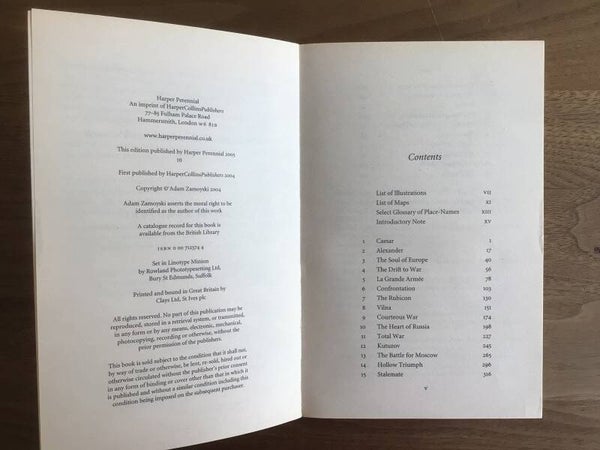 Harper Perennial
An imprint of HarperCollinsPublishers
77–85 Fulham Palace Road
Hammersmith, London W6 8JB
www.harperperennial.co.uk
This edition published by Harper Perennial 2005
10
First published by HarperCollinsPublishers 2004
Copyright © Adam Zamoyski 2004
Adam Zamoyski asserts the moral right to be
identified as the author of this work
A catalogue record for this book is
available from the British Library
ISBN 0 00 712374 4
Set in Linotype Minion
by Rowland Phototypesetting Ltd,
Bury St Edmunds, Suffolk
Printed and bound in Great Britain by
Clays Ltd, St Ives plc
All rights reserved. No part of this publication may be
reproduced, stored in a retrieval system, or transmitted,
in any form or by any means, electronic, mechanical,
photocopying, recording or otherwise, without the
prior permission of the publishers.
This book is sold subject to the condition that it shall not,
by way of trade or otherwise, be lent, re-sold, hired out or
otherwise circulated without the publisher's prior consent
in any form of binding or cover other than that in which it
is published and without a similar condition including this
condition being imposed on the subsequent purchaser.
Contents
List of Illustrations VII
List of Maps XI
Select Glossary of Place-Names XIII
Introductory Note XV
1 Caesar 1
2 Alexander 17
3 The Soul of Europe 40
4 The Drift to War 56
5 La Grande Armée 78
6 Confrontation 103
7 The Rubicon 130
8 Vilna 151
9 Courteous War 174
10 The Heart of Russia 198
11 Total War 227
12 Kutuzov 245
13 The Battle for Moscow 265
14 Hollow Triumph 296
15 Stalemate 326
V